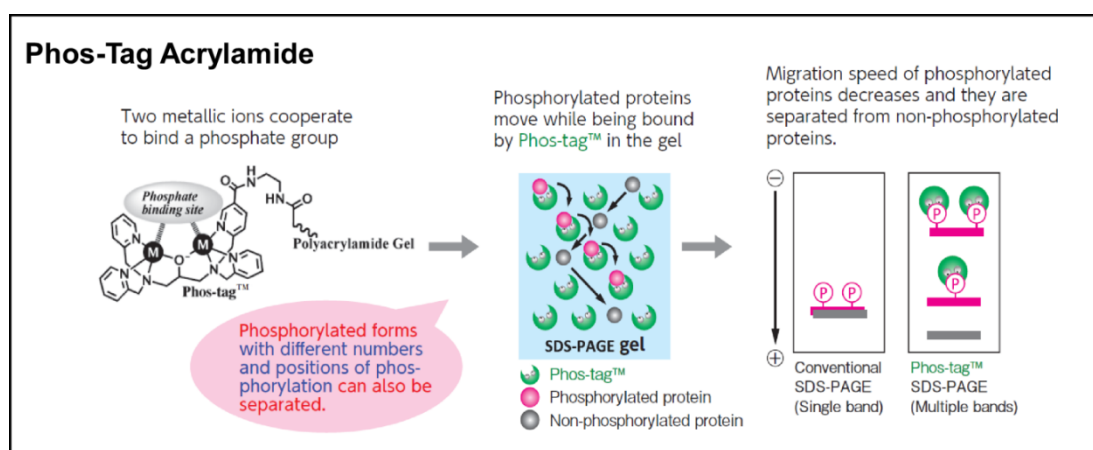 Phos-Tag Acrylamide
Two metallic ions cooperate
to bind a phosphate group
Phosphate
binding site
M
M
O
O⁻
N
N
N
N
N
N
H
N
HN
O
Polyacrylamide Gel
Phos-tag™
Phosphorylated forms
with different numbers
and positions of phos-
phorylation can also be
separated.
Phosphorylated proteins
move while being bound
by Phos-tag™ in the gel
SDS-PAGE gel
Phos-tag™
Phosphorylated protein
Non-phosphorylated protein
Migration speed of phosphorylated
proteins decreases and they are
separated from non-phosphorylated
proteins.
−
+
P P
P P
P
Conventional
SDS-PAGE
(Single band)
Phos-tag™
SDS-PAGE
(Multiple bands)